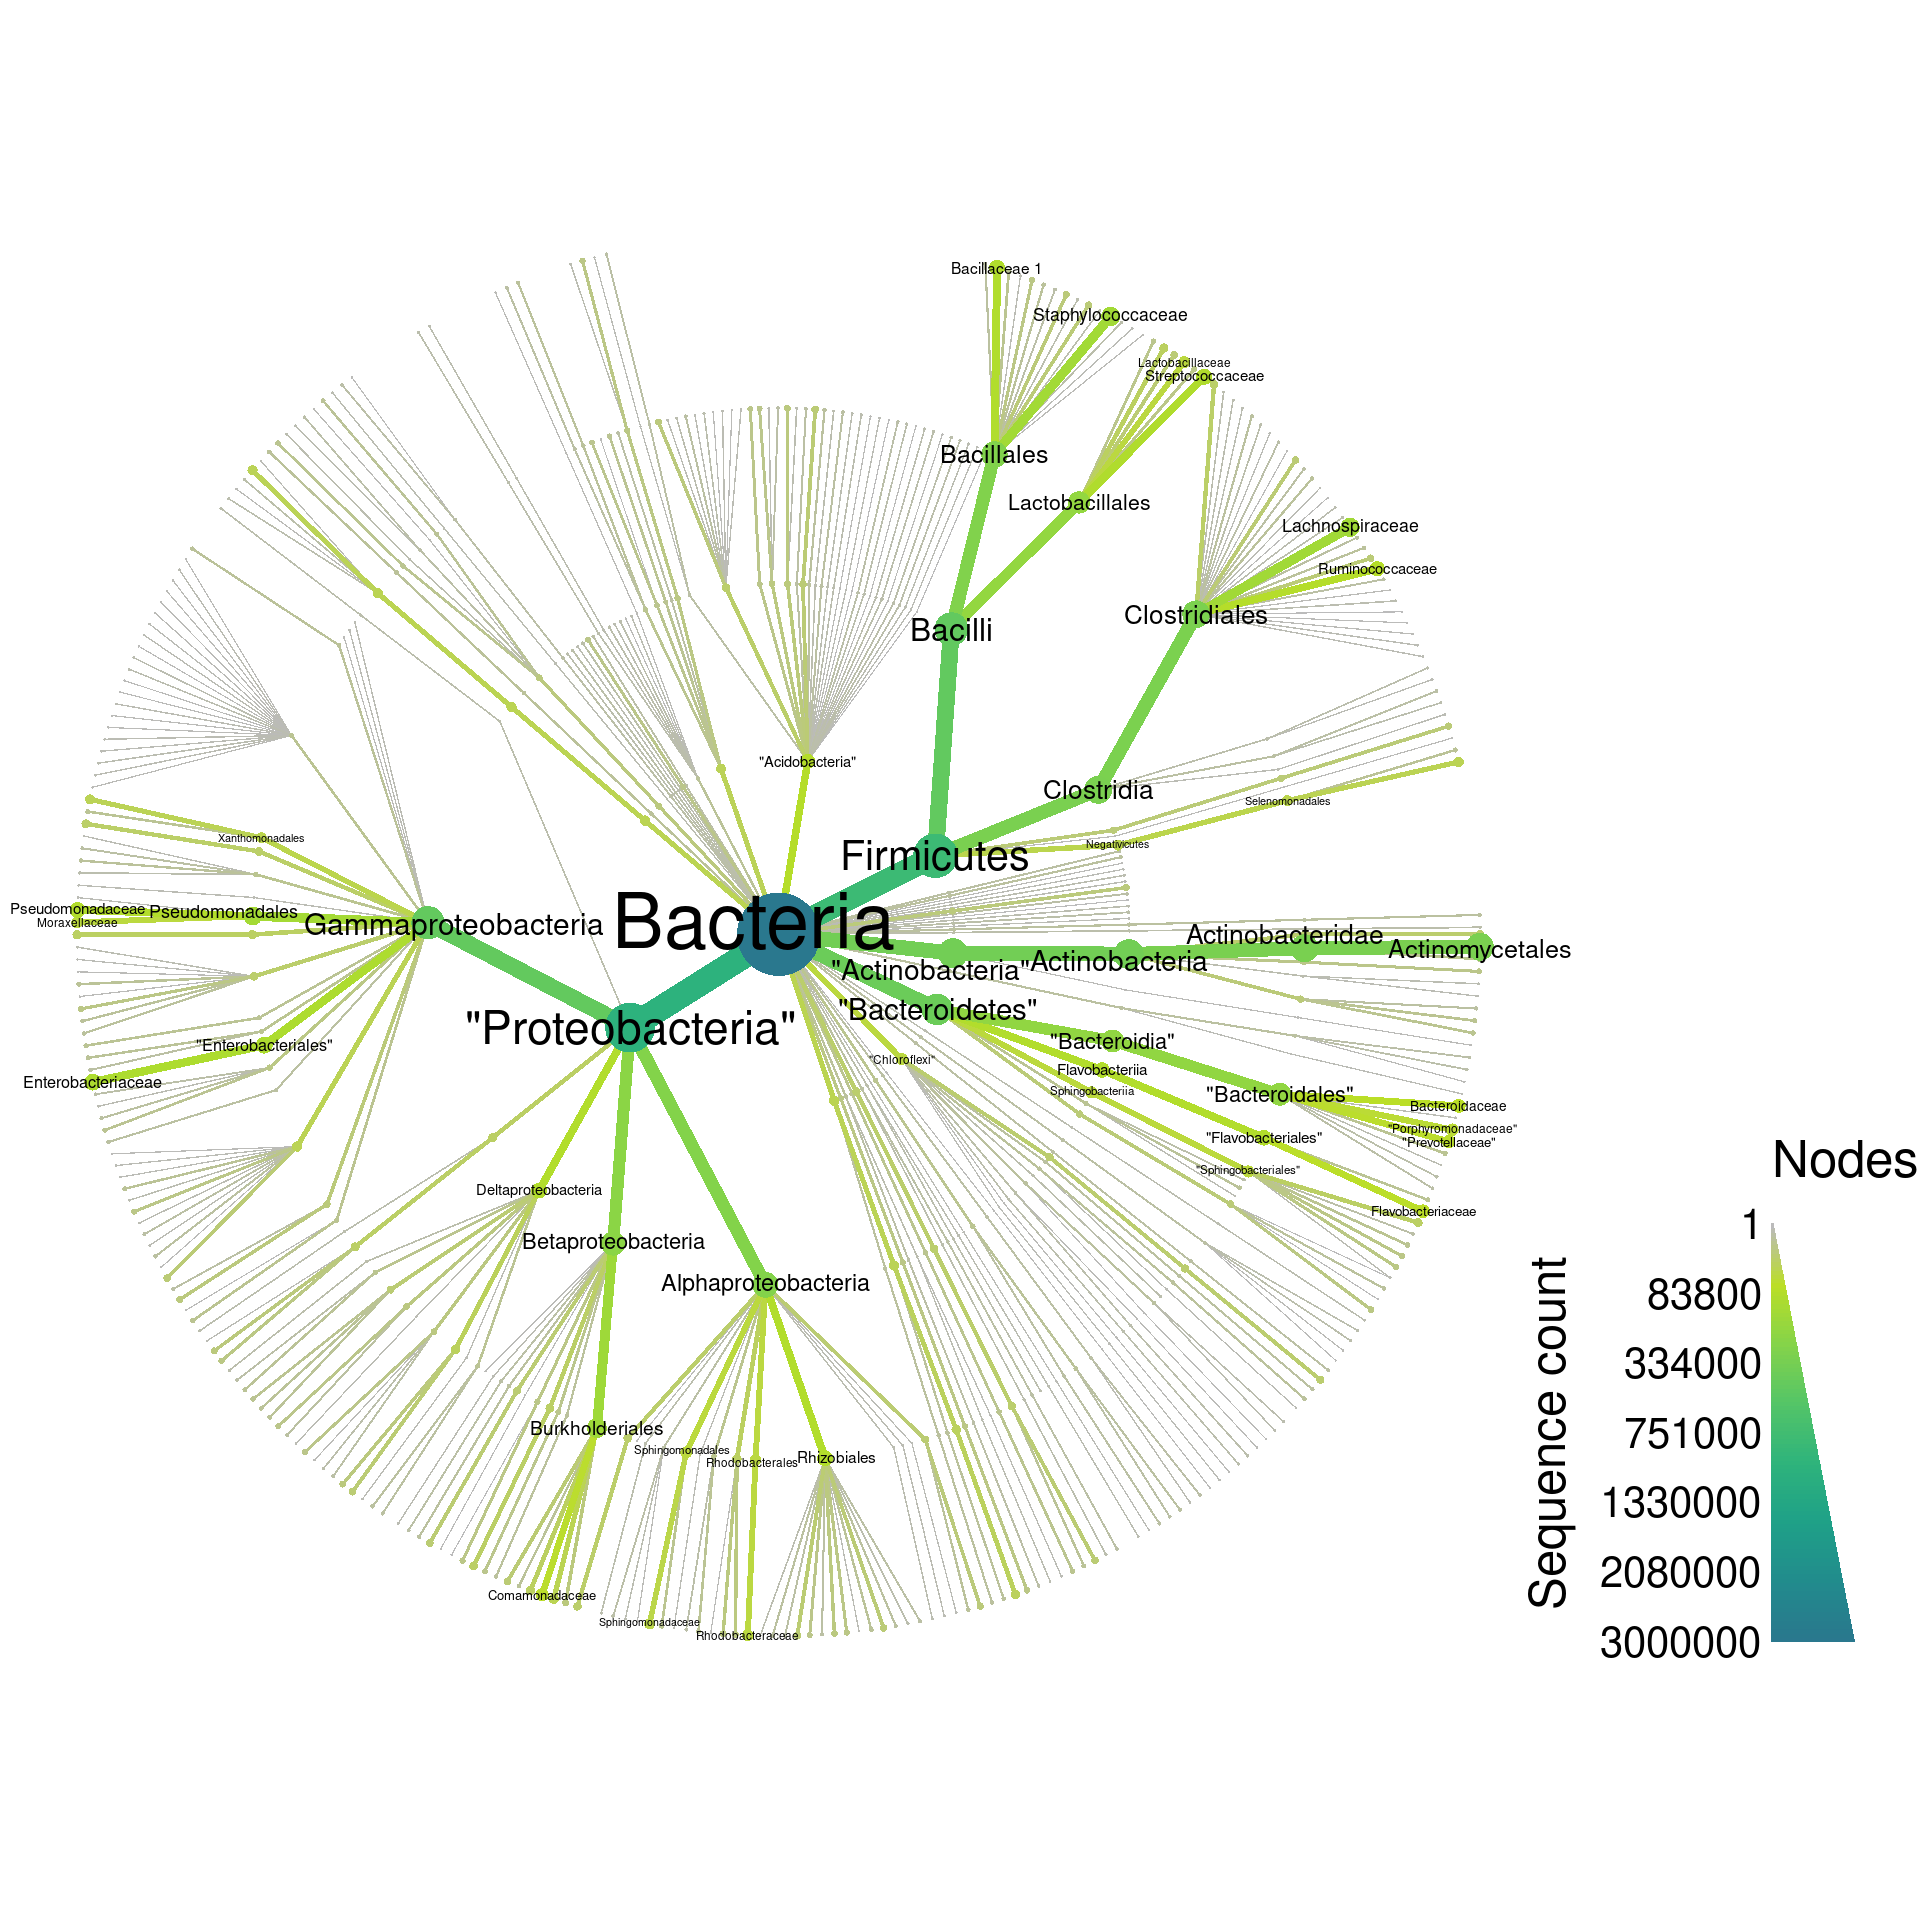 Bacillaceae 1
Staphylococcaceae
Lactobacillaceae
Streptococcaceae
Bacillales
Lactobacillales
Lachnospiraceae
Ruminococcaceae
Clostridiales
Bacilli
"Acidobacteria"
Clostridia
Selenomonadales
Xanthomonadales
Negativicutes
Firmicutes
Pseudomonadaceae
Pseudomonadales
Moraxellaceae
Gammaproteobacteria
Bacteria
Actinobacteridae
Actinomycetales
"Actinobacteria"
Actinobacteria
"Bacteroidetes"
"Proteobacteria"
"Enterobacteriales"
"Bacteroidia"
"Chloroflexi"
Flavobacteriia
Enterobacteriaceae
Sphingobacteriia
"Bacteroidales"
Bacteroidaceae
"Porphyromonadaceae"
"Prevotellaceae"
"Flavobacteriales"
"Sphingobacteriales"
Deltaproteobacteria
Flavobacteriaceae
Betaproteobacteria
Alphaproteobacteria
Burkholderiales
Sphingomonadales
Rhodobacterales
Rhizobiales
Comamonadaceae
Sphingomonadaceae
Rhodobacteraceae
Nodes
Sequence count
1
83800
334000
751000
1330000
2080000
3000000